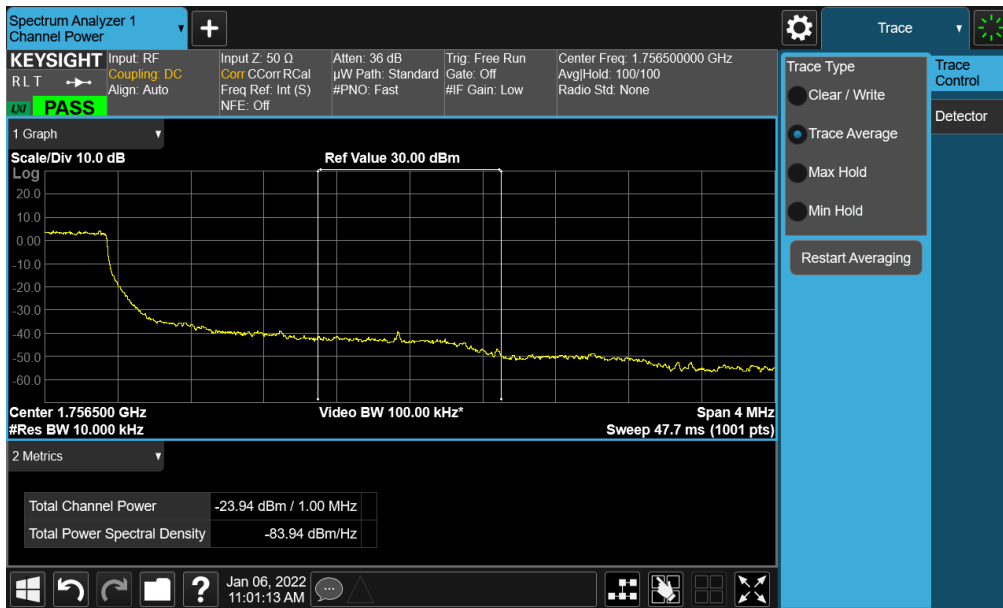 Spectrum Analyzer 1
Channel Power
Trace
KEYSIGHT
RLT
LXI PASS
Input: RF
Coupling: DC
Align: Auto
Input Z: 50 Ω
Corr CCorr RCal
Freq Ref: Int (S)
NFE: Off
Atten: 36 dB
µW Path: Standard
#PNO: Fast
Trig: Free Run
Gate: Off
#IF Gain: Low
Center Freq: 1.756500000 GHz
Avg|Hold: 100/100
Radio Std: None
Trace Type
Clear / Write
Trace Average
Max Hold
Min Hold
Restart Averaging
Trace
Control
Detector
1 Graph
Scale/Div 10.0 dB
Ref Value 30.00 dBm
Log
20.0
10.0
0.00
-10.0
-20.0
-30.0
-40.0
-50.0
-60.0
Center 1.756500 GHz
Video BW 100.00 kHz*
Span 4 MHz
#Res BW 10.000 kHz
Sweep 47.7 ms (1001 pts)
2 Metrics
Total Channel Power -23.94 dBm / 1.00 MHz
Total Power Spectral Density -83.94 dBm/Hz
?
Jan 06, 2022
11:01:13 AM